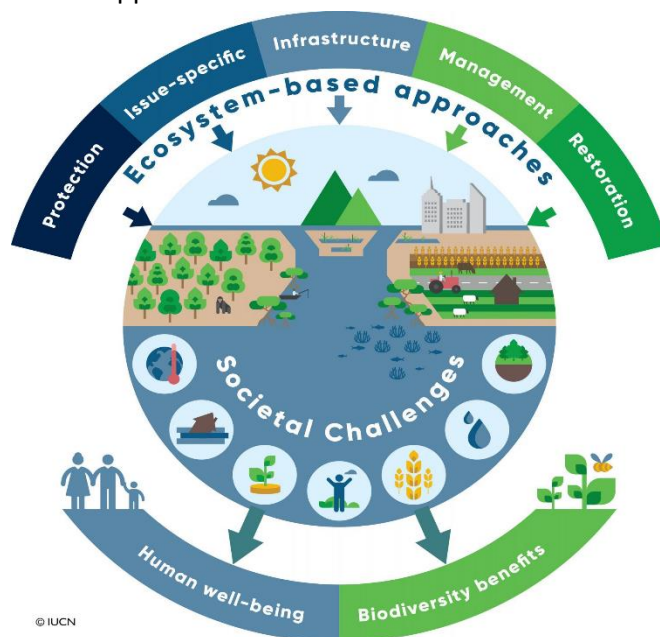 Protection
Issue-specific
Infrastructure
Management
Restoration
Ecosystem-based approaches
Societal Challenges
Human well-being
Biodiversity benefits
© IUCN